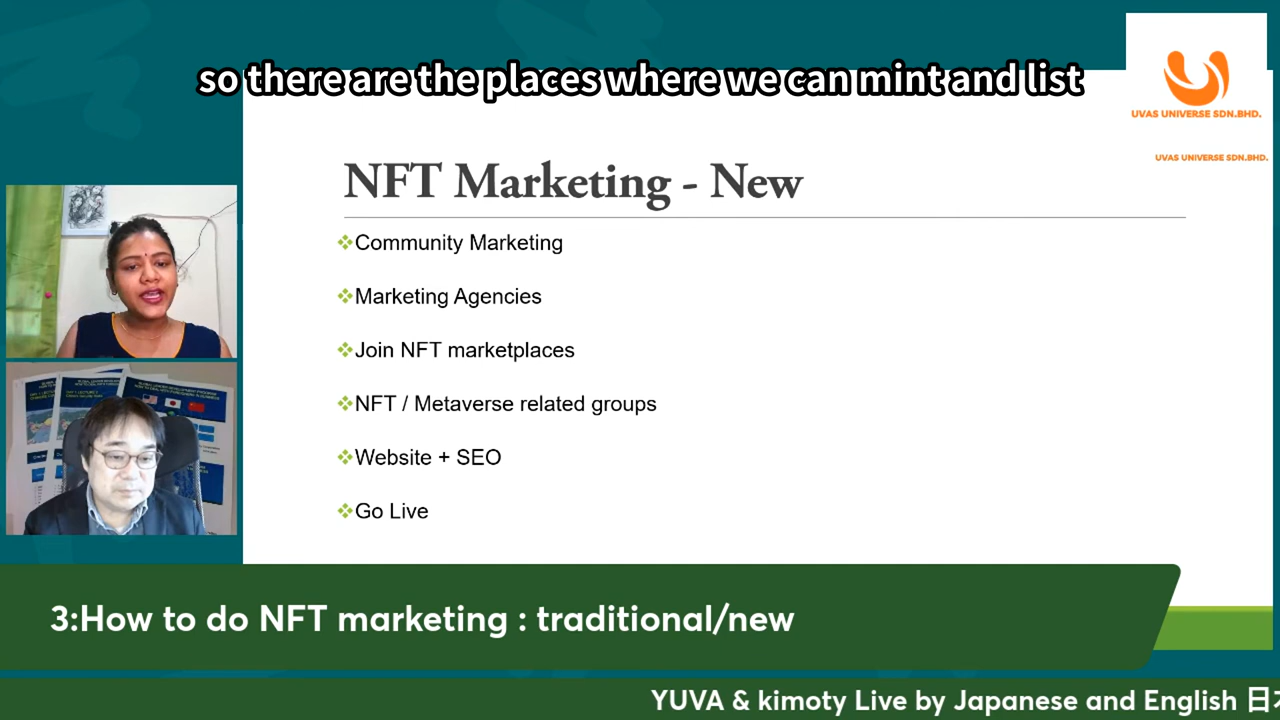 so there are the places where we can mint and list
UVAS UNIVERSE SDN.BHD.
UVAS UNIVERSE SDN.BHD.
NFT Marketing - New
Community Marketing
Marketing Agencies
Join NFT marketplaces
NFT / Metaverse related groups
Website + SEO
Go Live
3:How to do NFT marketing : traditional/new
YUVA & kimoty Live by Japanese and English 日